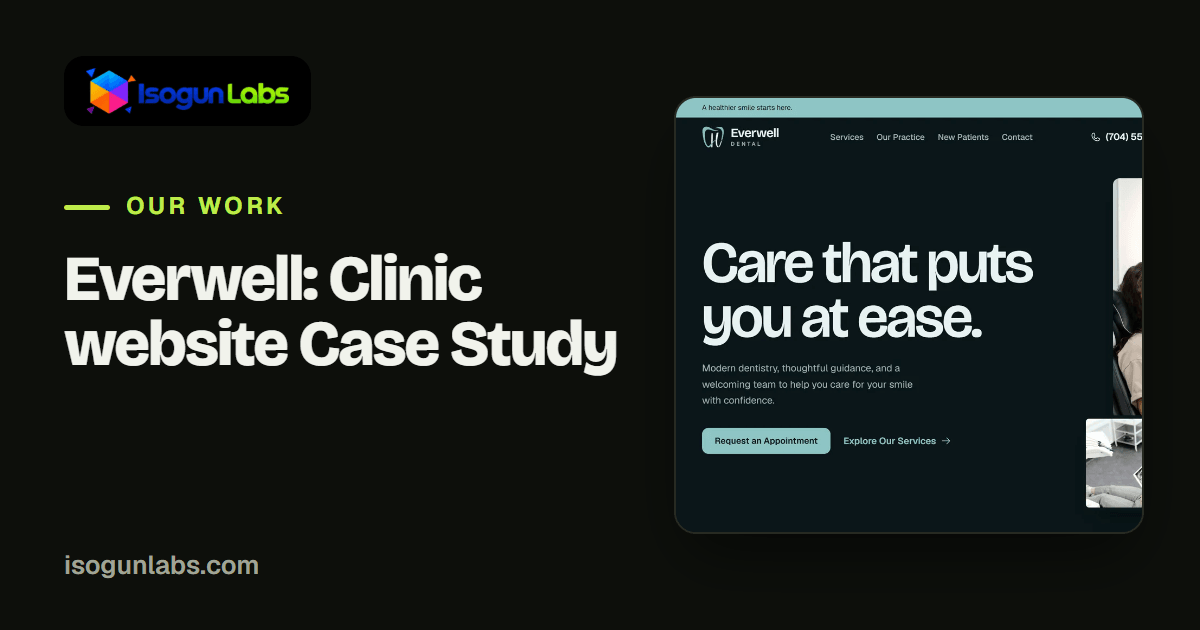 Isogun Labs
OUR WORK
Everwell: Clinic
website Case Study
isogunlabs.com
A healthier smile starts here.
Everwell
DENTAL
Services
Our Practice
New Patients
Contact
(704) 55
Care that puts
you at ease.
Modern dentistry, thoughtful guidance, and a
welcoming team to help you care for your smile
with confidence.
Request an Appointment
Explore Our Services →